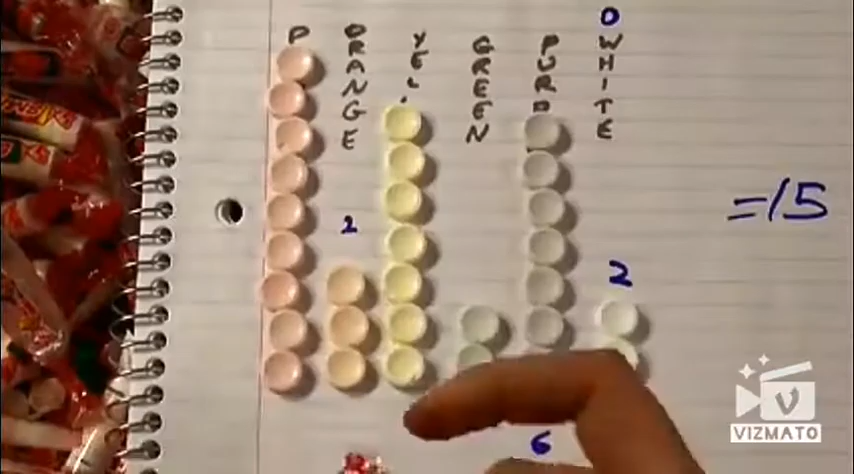 P
ORANGE
YEL.
GREEN
PURP
O
WHITE
2
2
=15
6
VIZMATO